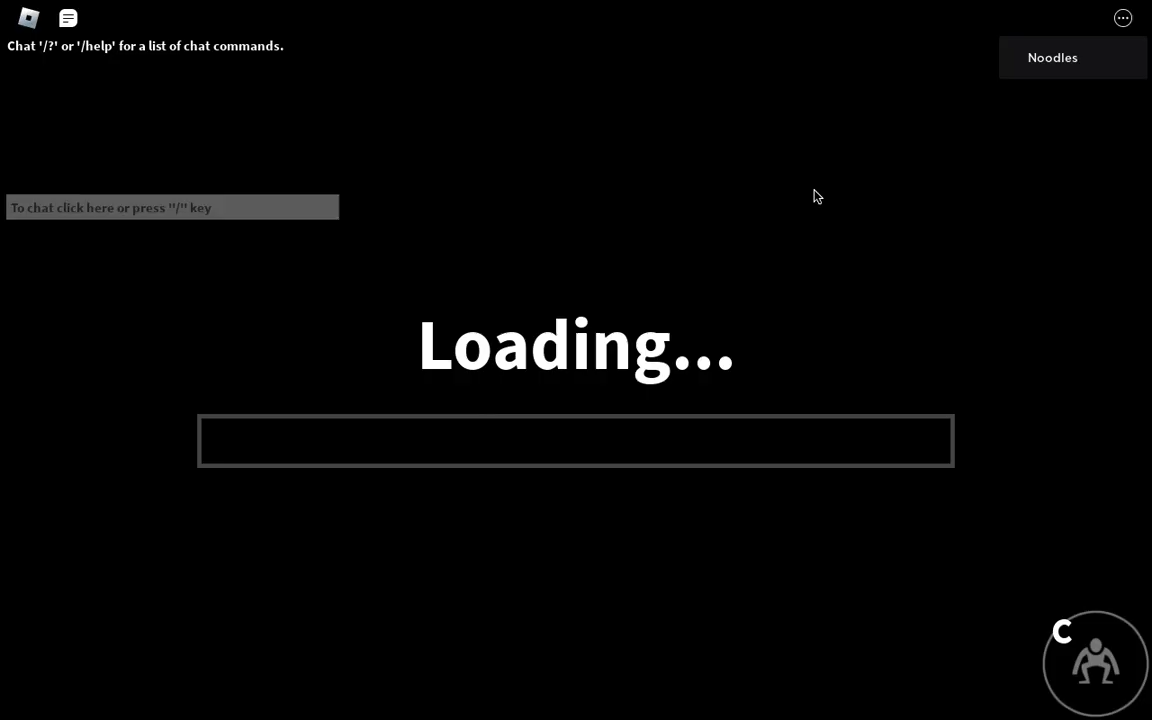 Chat '/?' or '/help' for a list of chat commands.
Noodles
To chat click here or press "/" key
Loading...
C